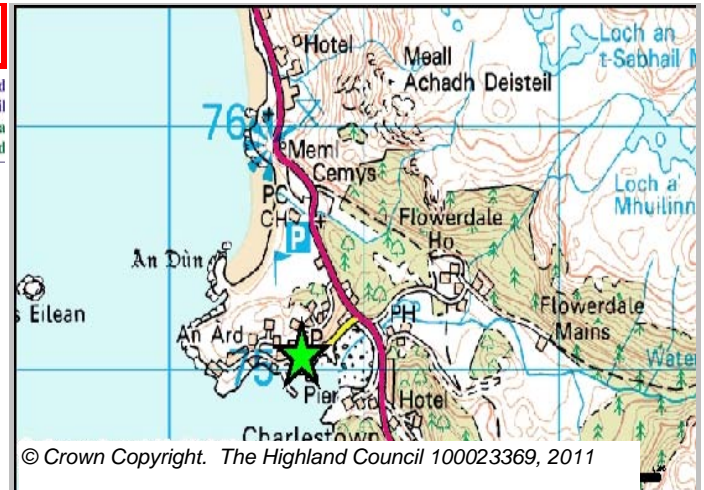 Hotel
Meall
Achadh Deisteil
Loch an
t-Sabhail M
76
Meml
Cemys
PC
CH
P
Loch a'
Mhuilinn
Flowerdale
Ho
An Dùn
s Eilean
Flowerdale
Mains
An Ard
P
PH
75
Water
Pier
Hotel
Charlestown
© Crown Copyright. The Highland Council 100023369, 2011